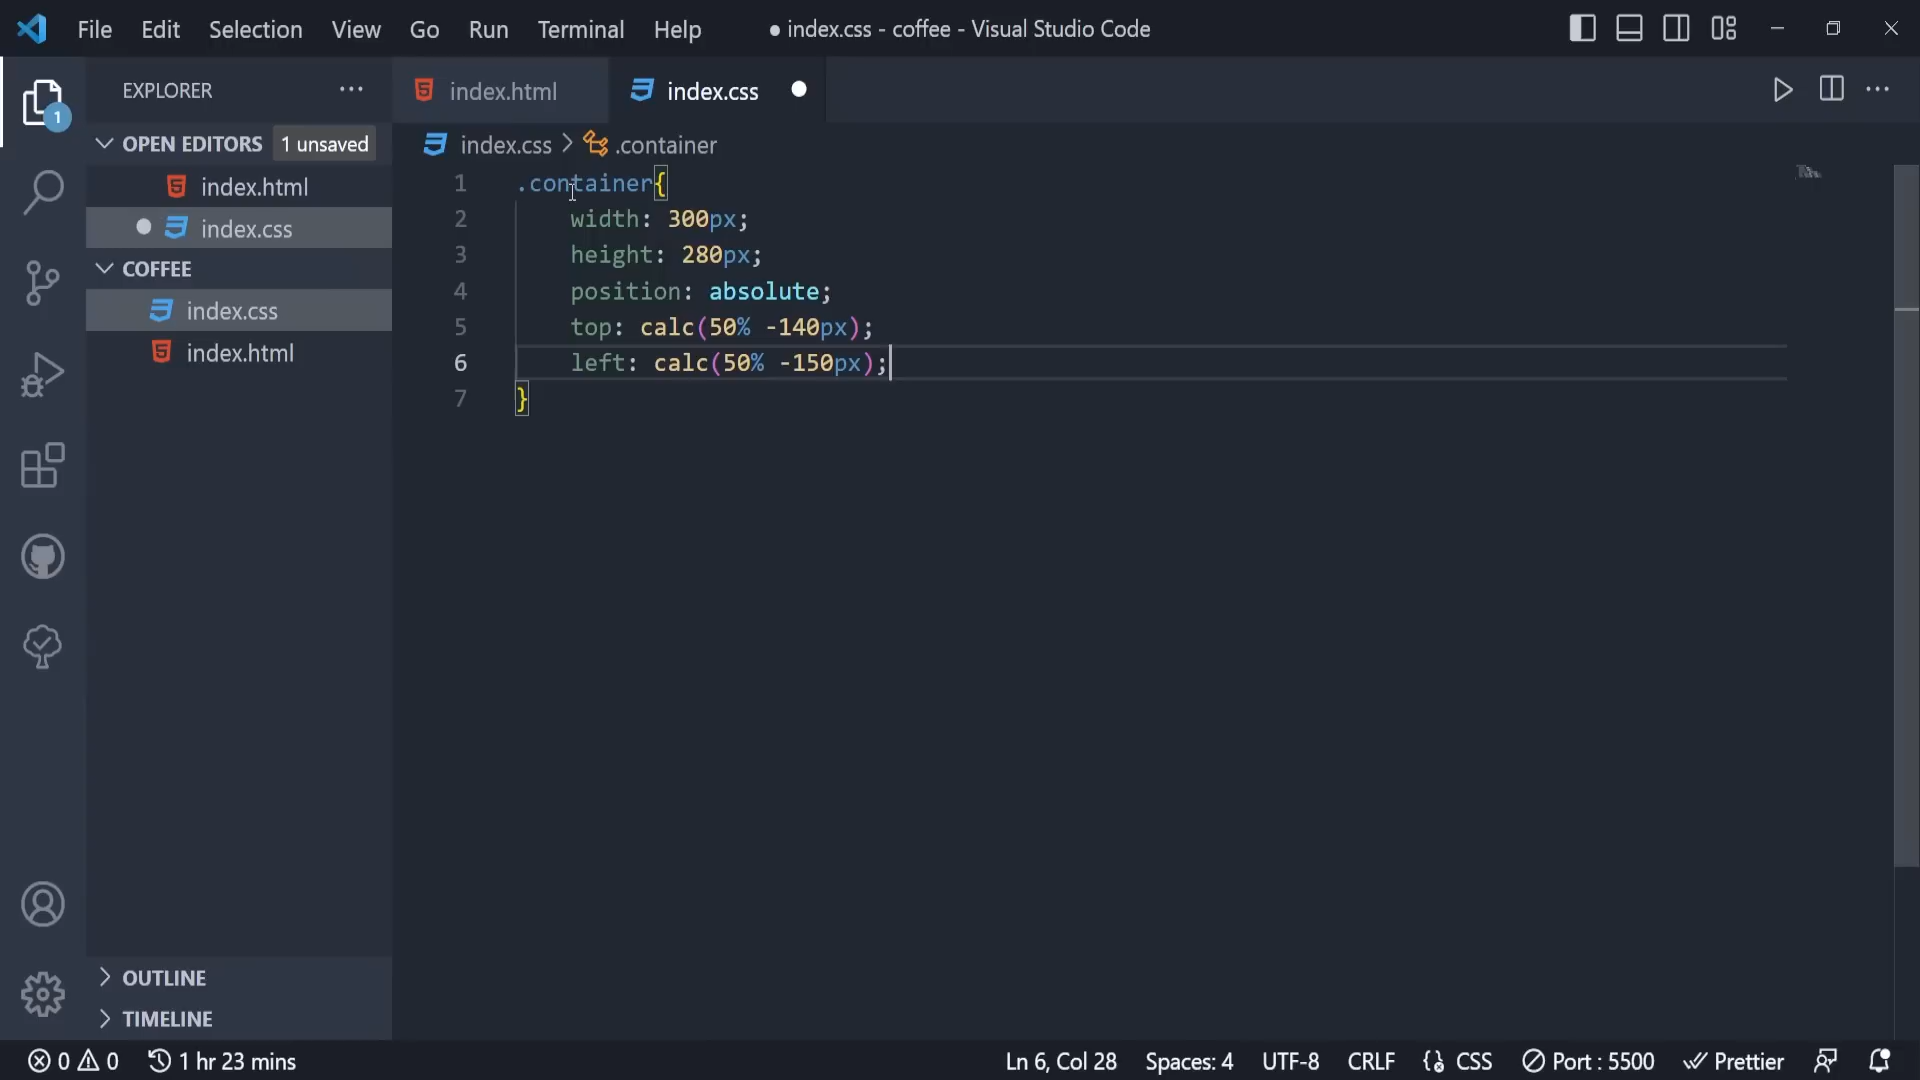 File Edit Selection View Go Run Terminal Help ● index.css - coffee - Visual Studio Code
EXPLORER ···
index.html index.css
1
OPEN EDITORS 1 unsaved
index.html
index.css
COFFEE
index.css
index.html
index.css > .container
1 .container{
2 width: 300px;
3 height: 280px;
4 position: absolute;
5 top: calc(50% -140px);
6 left: calc(50% -150px);
7 }
OUTLINE
TIMELINE
0 0 1 hr 23 mins Ln 6, Col 28 Spaces: 4 UTF-8 CRLF {} CSS Port : 5500 Prettier